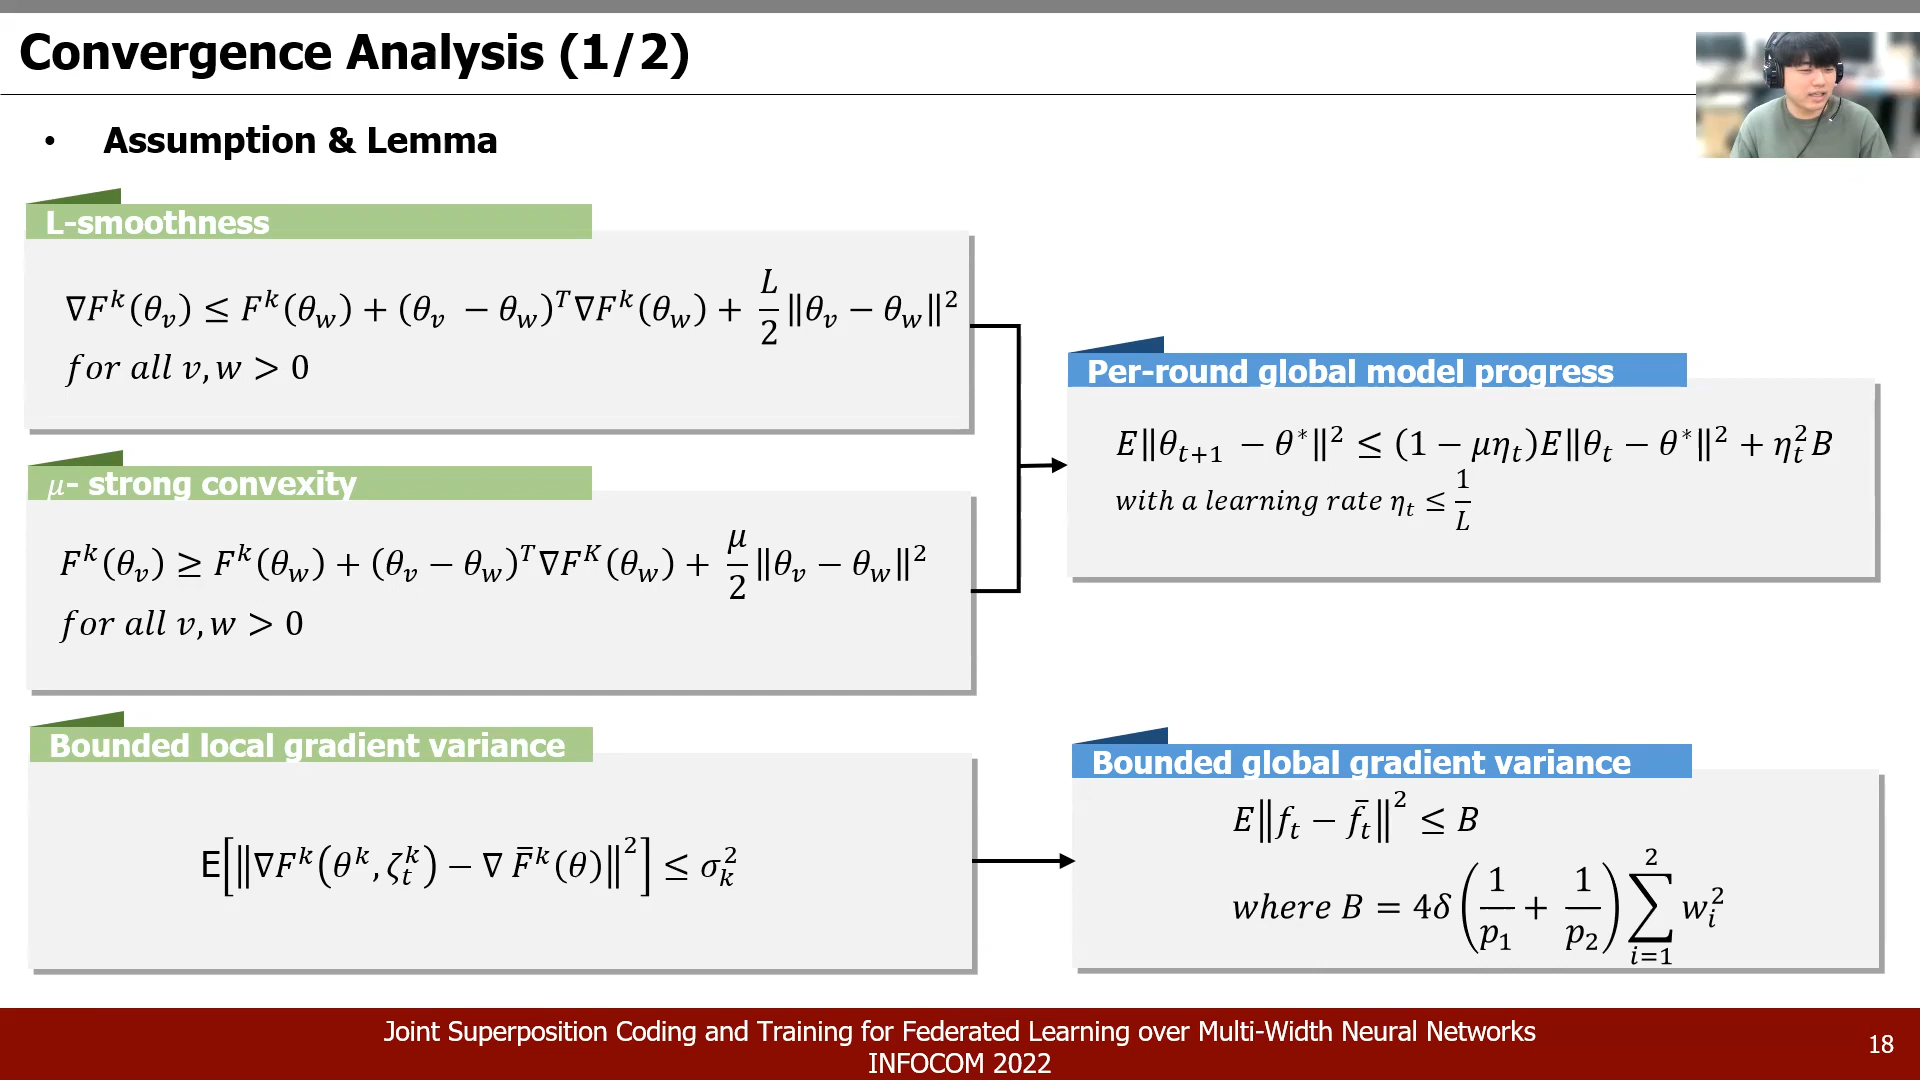 Convergence Analysis (1/2)
• Assumption & Lemma
L-smoothness
∇F^k(θ_v) ≤ F^k(θ_w) + (θ_v − θ_w)^T ∇F^k(θ_w) + L/2 ‖θ_v − θ_w‖^2
for all v, w > 0
μ- strong convexity
F^k(θ_v) ≥ F^k(θ_w) + (θ_v − θ_w)^T ∇F^K(θ_w) + μ/2 ‖θ_v − θ_w‖^2
for all v, w > 0
Bounded local gradient variance
E[‖∇F^k(θ^k, ζ_t^k) − ∇ F̄^k(θ)‖^2] ≤ σ_k^2
Per-round global model progress
E‖θ_{t+1} − θ^*‖^2 ≤ (1 − μη_t)E‖θ_t − θ^*‖^2 + η_t^2 B
with a learning rate η_t ≤ 1/L
Bounded global gradient variance
E‖f_t − f̄_t‖^2 ≤ B
where B = 4δ(1/p_1 + 1/p_2) ∑_{i=1}^{2} w_i^2
Joint Superposition Coding and Training for Federated Learning over Multi-Width Neural Networks
INFOCOM 2022
18